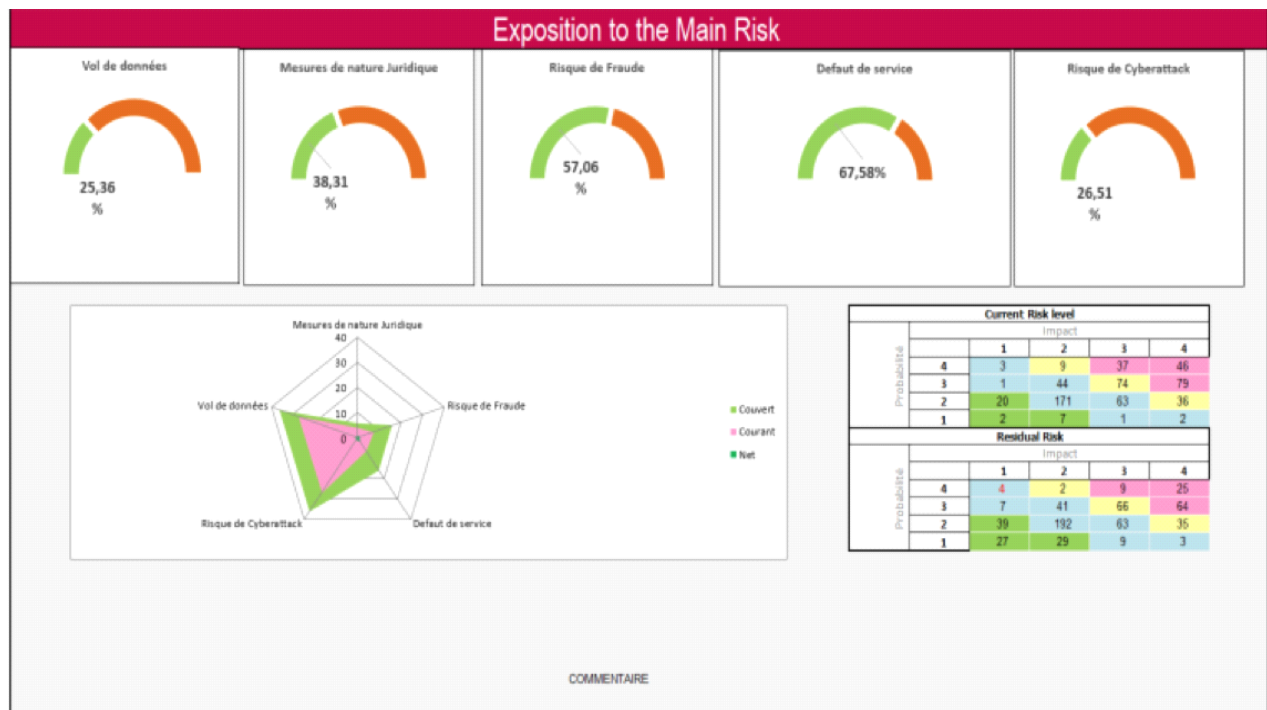 Exposition to the Main Risk
Vol de données
25,36
%
Mesures de nature Juridique
38,31
%
Risque de Fraude
57,06
%
Defaut de service
67,58%
Risque de Cyberattack
26,51
%
Mesures de nature Juridique
40
30
20
10
0
Vol de données
Risque de Fraude
Risque de Cyberattack
Defaut de service
Couvert
Courant
Net
Current Risk level
Impact
Probabilité
1 2 3 4
4 3 9 37 46
3 1 44 74 79
2 20 171 63 36
1 2 7 1 2
Residual Risk
Impact
Probabilité
1 2 3 4
4 4 2 9 25
3 7 41 66 64
2 39 192 63 35
1 27 29 9 3
COMMENTAIRE